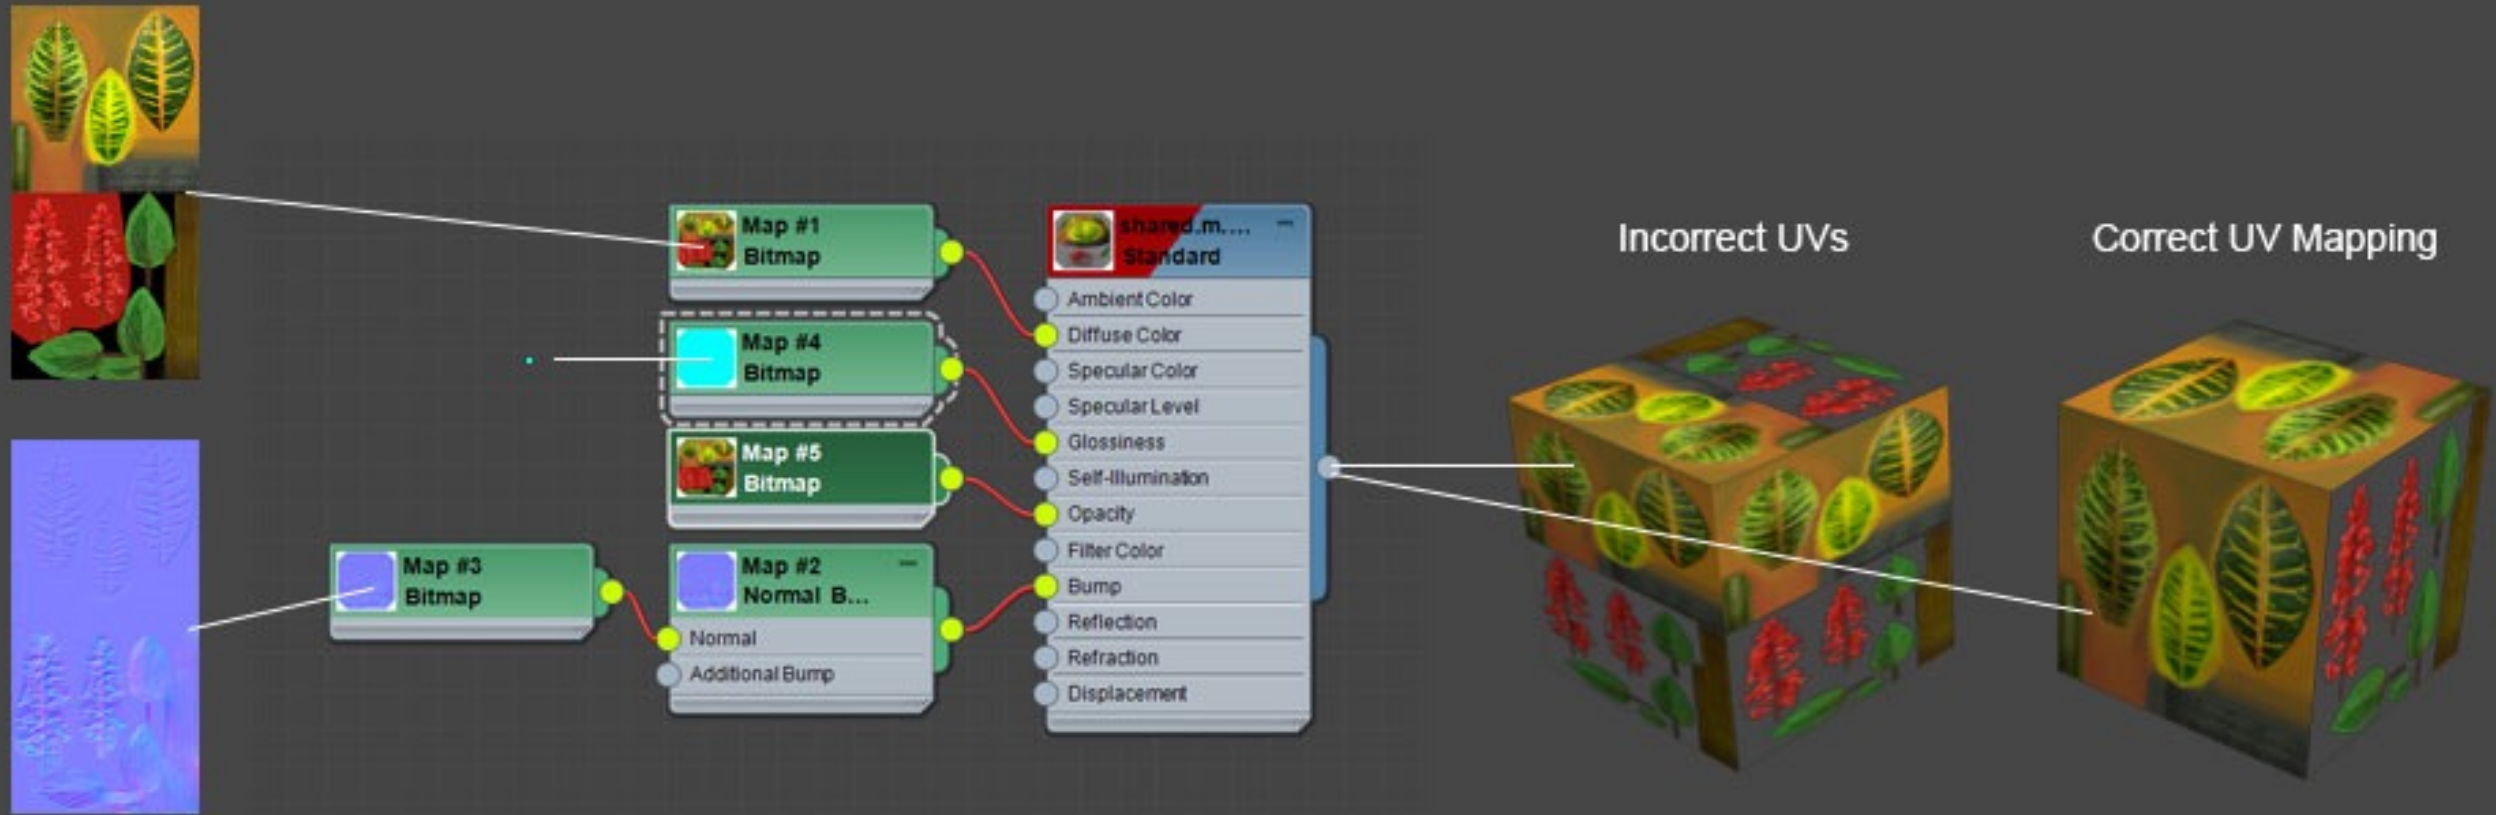 Map #1
Bitmap
Map #4
Bitmap
Map #5
Bitmap
Map #3
Bitmap
Map #2
Normal B...
Normal
Additional Bump
shared.m....
Standard
Ambient Color
Diffuse Color
Specular Color
Specular Level
Glossiness
Self-Illumination
Opacity
Filter Color
Bump
Reflection
Refraction
Displacement
Incorrect UVs
Correct UV Mapping